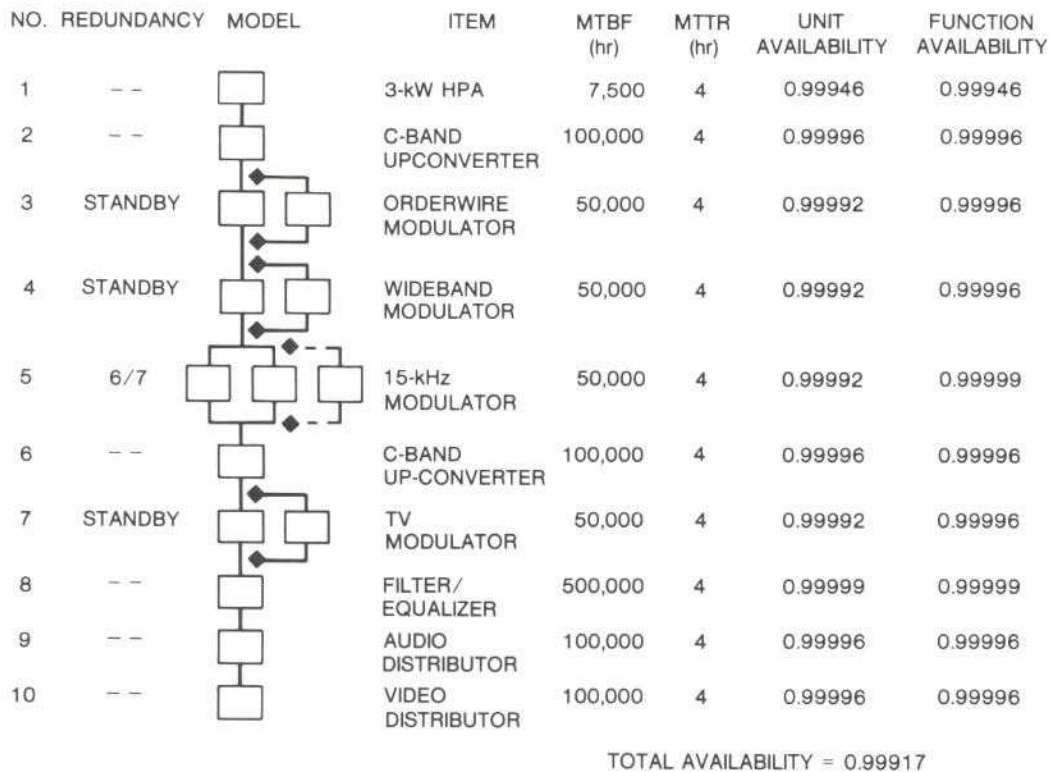 NO. REDUNDANCY MODEL ITEM MTBF (hr) MTTR (hr) UNIT AVAILABILITY FUNCTION AVAILABILITY
1 -- 3-kW HPA 7,500 4 0.99946 0.99946
2 -- C-BAND UPCONVERTER 100,000 4 0.99996 0.99996
3 STANDBY ORDERWIRE MODULATOR 50,000 4 0.99992 0.99996
4 STANDBY WIDEBAND MODULATOR 50,000 4 0.99992 0.99996
5 6/7 15-kHz MODULATOR 50,000 4 0.99992 0.99999
6 -- C-BAND UP-CONVERTER 100,000 4 0.99996 0.99996
7 STANDBY TV MODULATOR 50,000 4 0.99992 0.99996
8 -- FILTER/ EQUALIZER 500,000 4 0.99999 0.99999
9 -- AUDIO DISTRIBUTOR 100,000 4 0.99996 0.99996
10 -- VIDEO DISTRIBUTOR 100,000 4 0.99996 0.99996
TOTAL AVAILABILITY = 0.99917